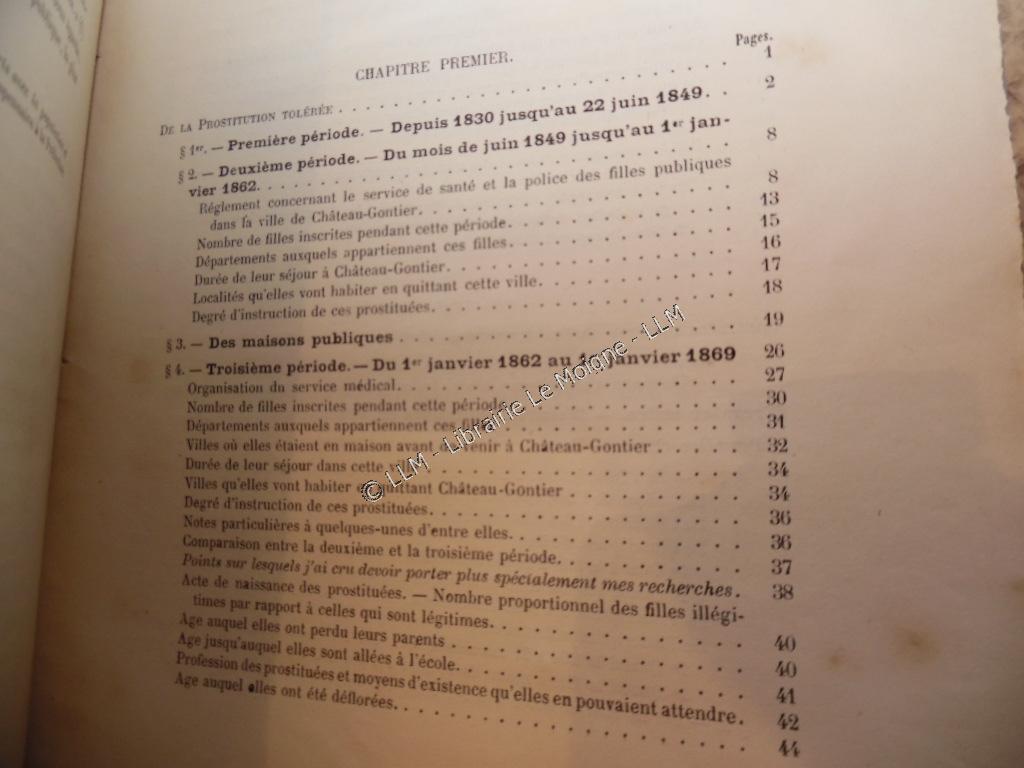 CHAPITRE PREMIER.
Pages.
De la Prostitution tolérée 1
§ 1er. — Première période. — Depuis 1830 jusqu'au 22 juin 1849. 2
§ 2. — Deuxième période. — Du mois de juin 1849 jusqu'au 1er jan-
vier 1862. 8
Réglement concernant le service de santé et la police des filles publiques
dans la ville de Château-Gontier. 8
Nombre de filles inscrites pendant cette période. 13
Départements auxquels appartiennent ces filles. 15
Durée de leur séjour à Château-Gontier. 16
Localités qu'elles vont habiter en quittant cette ville. 17
Degré d'instruction de ces prostituées. 18
§ 3. — Des maisons publiques 19
§ 4. — Troisième période. — Du 1er janvier 1862 au janvier 1869 26
Organisation du service médical. 27
Nombre de filles inscrites pendant cette période 30
Départements auxquels appartiennent ces 31
Villes où elles étaient en maison avant de venir à Château-Gontier 32
Durée de leur séjour dans cette 34
Villes qu'elles vont habiter en quittant Château-Gontier 34
Degré d'instruction de ces prostituées. 36
Notes particulières à quelques-unes d'entre elles. 36
Comparaison entre la deuxième et la troisième période. 37
Points sur lesquels j'ai cru devoir porter plus spécialement mes recherches. 38
Acte de naissance des prostituées. — Nombre proportionnel des filles illégi-
times par rapport à celles qui sont légitimes. 40
Age auquel elles ont perdu leurs parents 40
Age jusqu'auquel elles sont allées à l'école. 41
Profession des prostituées et moyens d'existence qu'elles en pouvaient attendre. 42
Age auquel elles ont été déflorées. 44
© LLM - Librairie Le Moigne - LLM